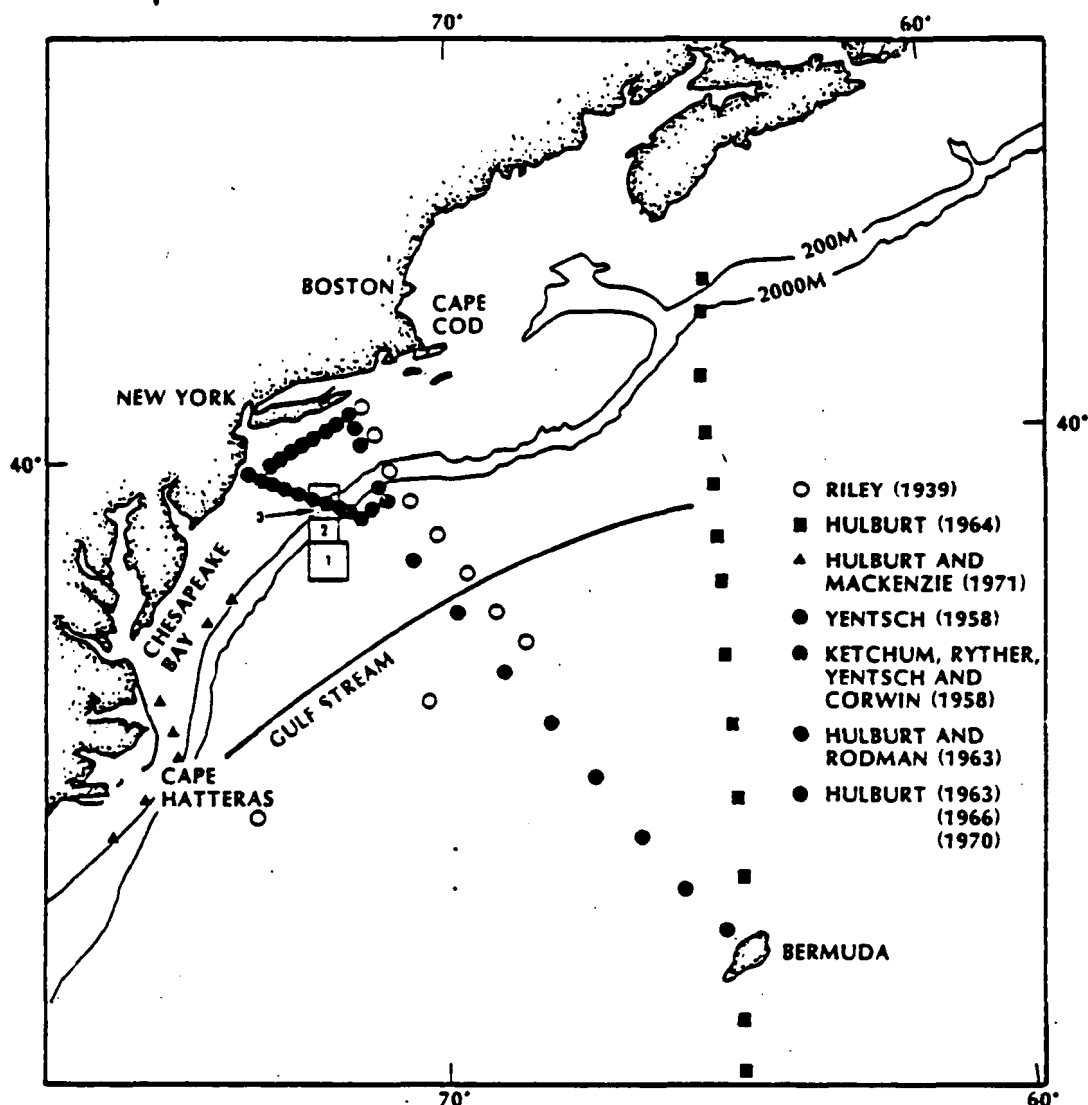 70°
60°
200M
2000M
BOSTON
CAPE
COD
NEW YORK
40°
40°
3
2
1
CHESAPEAKE
BAY
GULF STREAM
CAPE
HATTERAS
RILEY (1939)
HULBURT (1964)
HULBURT AND
MACKENZIE (1971)
YENTSCH (1958)
KETCHUM, RYTHER,
YENTSCH AND
CORWIN (1958)
HULBURT AND
RODMAN (1963)
HULBURT (1963)
(1966)
(1970)
BERMUDA
70°
60°